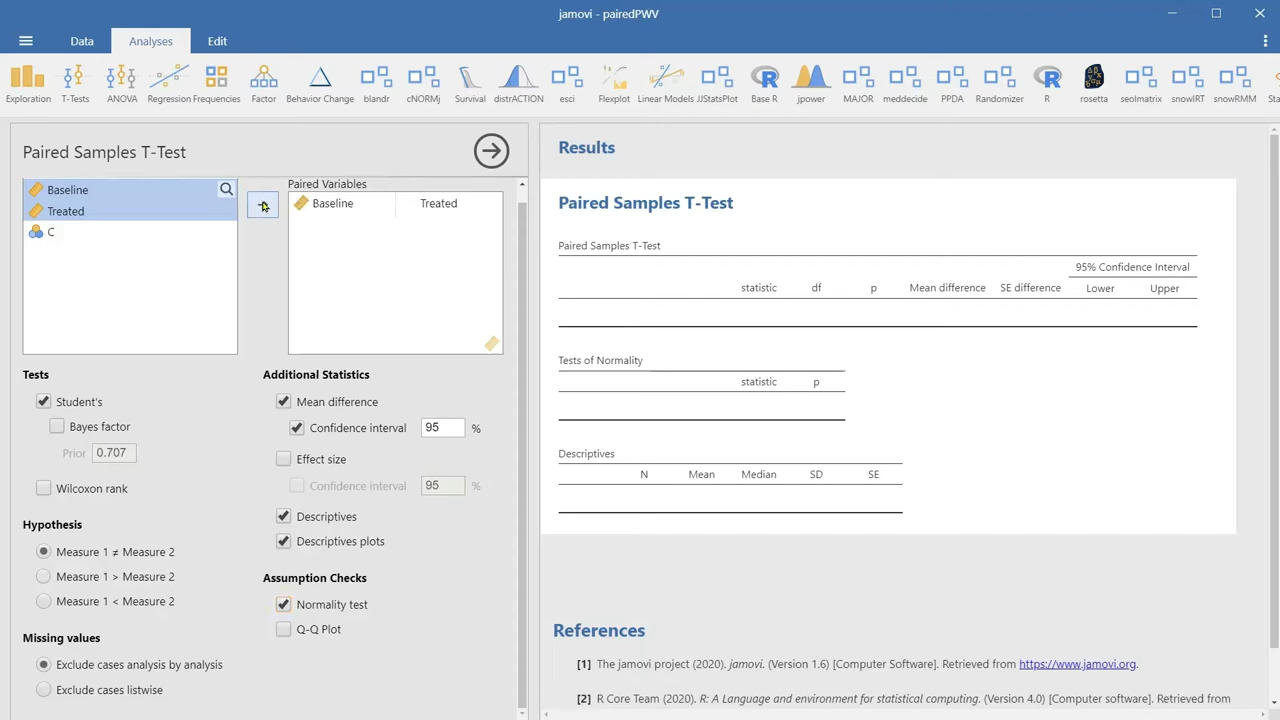 jamovi - pairedPWV
Data Analyses Edit
Exploration T-Tests ANOVA Regression Frequencies Factor Behavior Change blandr cNORMj Survival distrACTION esci Flexplot Linear Models JJStatsPlot Base R jpower MAJOR meddecide PPDA Randomizer R rosetta seolmatrix snowIRT snowRMM
Paired Samples T-Test
Baseline
Treated
C
Paired Variables
Baseline Treated
Tests
Student's
Bayes factor
Prior 0.707
Wilcoxon rank
Hypothesis
Measure 1 ≠ Measure 2
Measure 1 > Measure 2
Measure 1 < Measure 2
Missing values
Exclude cases analysis by analysis
Exclude cases listwise
Additional Statistics
Mean difference
Confidence interval 95 %
Effect size
Confidence interval 95 %
Descriptives
Descriptives plots
Assumption Checks
Normality test
Q-Q Plot
Results
Paired Samples T-Test
Paired Samples T-Test
95% Confidence Interval
statistic df p Mean difference SE difference Lower Upper
Tests of Normality
statistic p
Descriptives
N Mean Median SD SE
References
[1] The jamovi project (2020). jamovi. (Version 1.6) [Computer Software]. Retrieved from https://www.jamovi.org.
[2] R Core Team (2020). R: A Language and environment for statistical computing. (Version 4.0) [Computer software]. Retrieved from